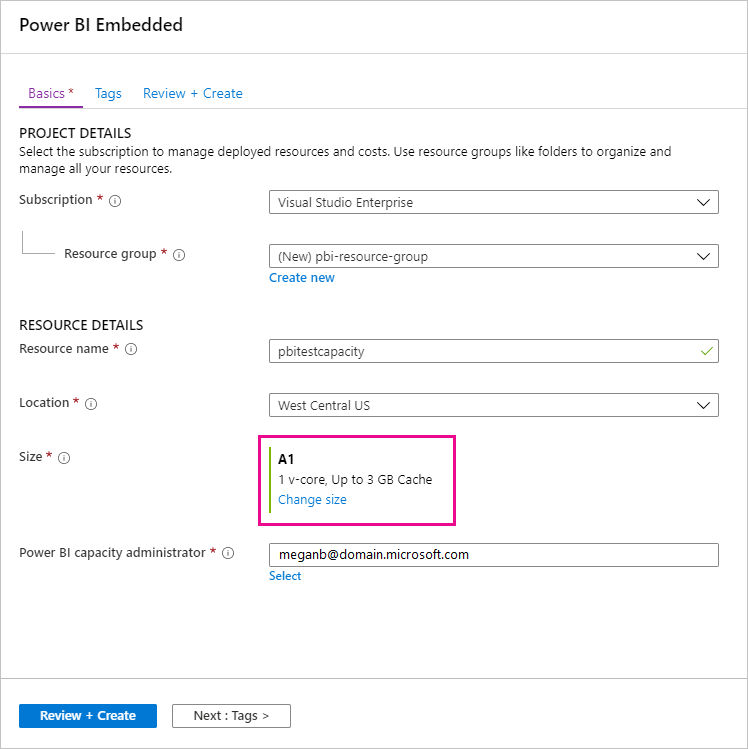 Power BI Embedded
Basics * Tags Review + Create
PROJECT DETAILS
Select the subscription to manage deployed resources and costs. Use resource groups like folders to organize and
manage all your resources.
Subscription * Visual Studio Enterprise
Resource group * (New) pbi-resource-group
Create new
RESOURCE DETAILS
Resource name * pbitestcapacity
Location * West Central US
Size * A1
1 v-core, Up to 3 GB Cache
Change size
Power BI capacity administrator * meganb@domain.microsoft.com
Select
Review + Create Next : Tags >